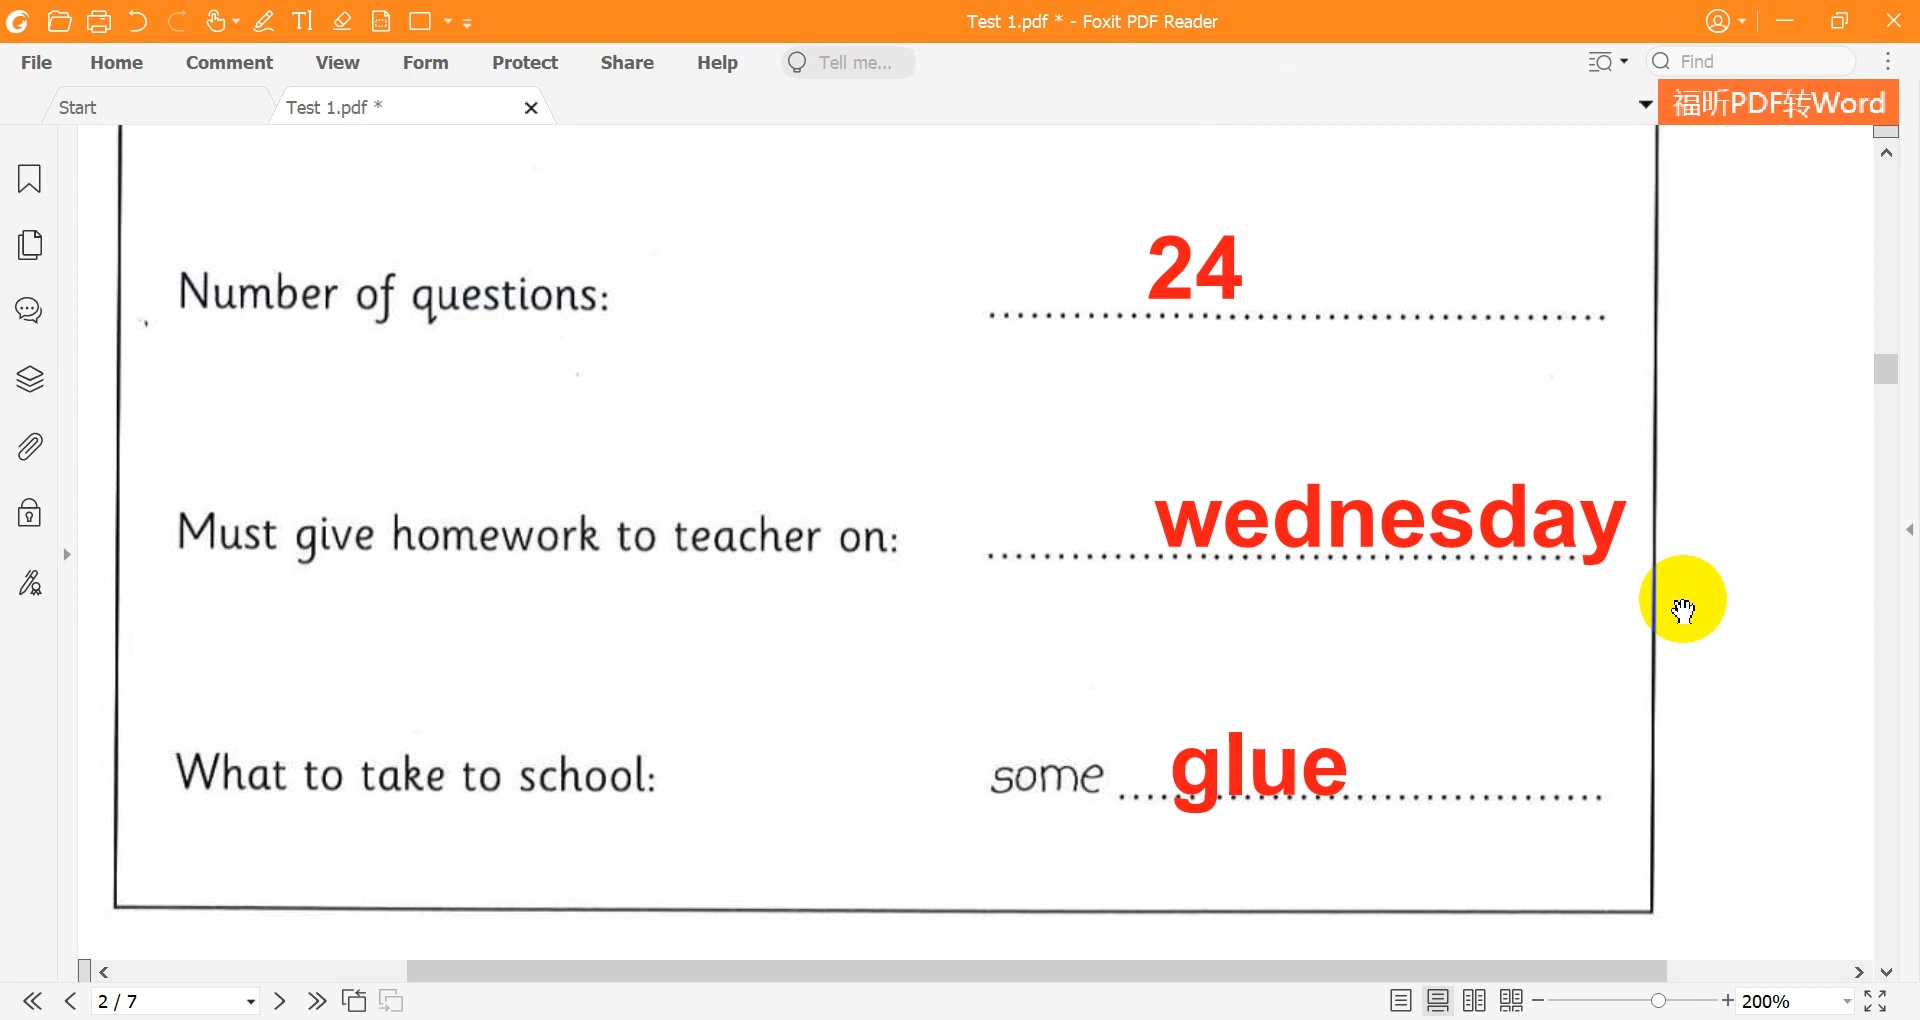 Test 1.pdf * - Foxit PDF Reader
File Home Comment View Form Protect Share Help Tell me... Find
Start Test 1.pdf * 福昕PDF转Word
Number of questions: 24
Must give homework to teacher on: wednesday
What to take to school: some glue
2 / 7 200%